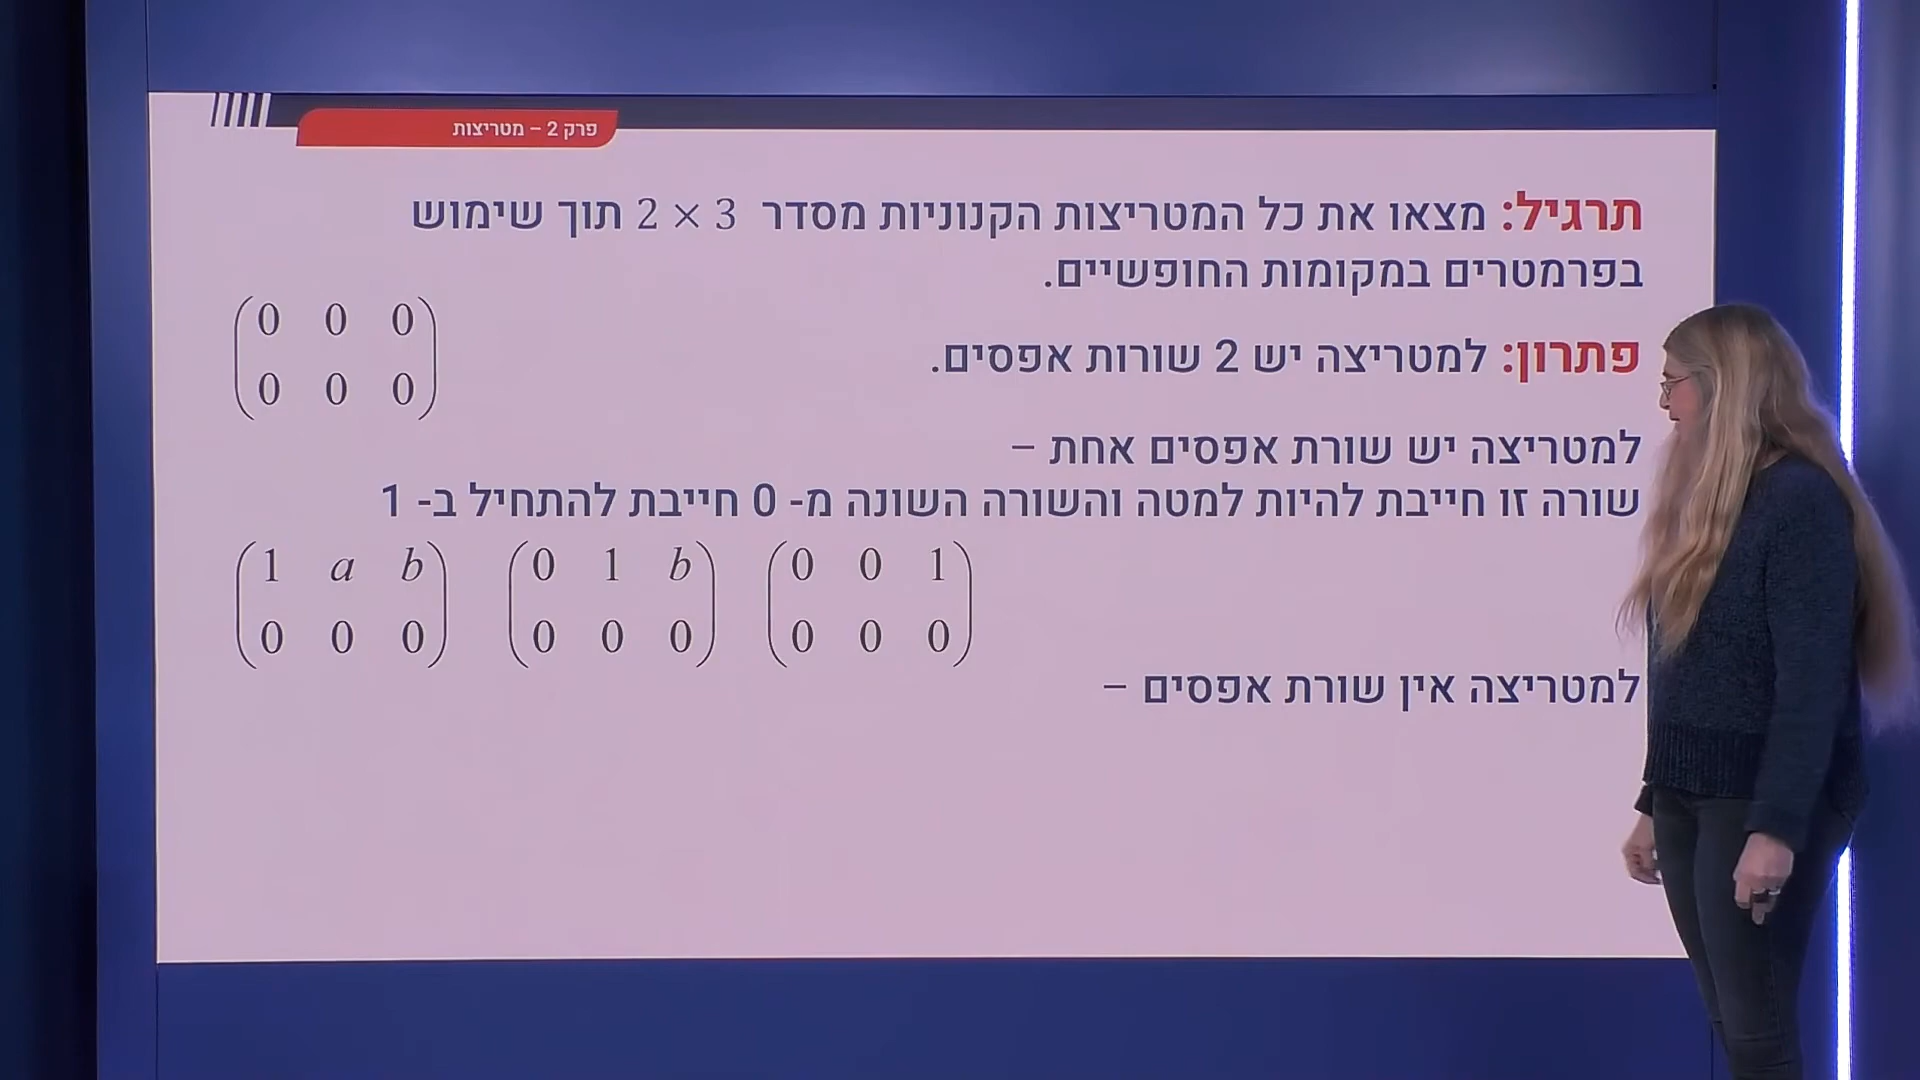 פרק 2 – מטריצות
תרגיל: מצאו את כל המטריצות הקנוניות מסדר 2 × 3 תוך שימוש
בפרמטרים במקומות החופשיים.
פתרון: למטריצה יש 2 שורות אפסים.
0 0 0
0 0 0
למטריצה יש שורת אפסים אחת –
שורה זו חייבת להיות למטה והשורה השונה מ- 0 חייבת להתחיל ב- 1
1 a b   0 1 b   0 0 1
0 0 0   0 0 0   0 0 0
למטריצה אין שורת אפסים –